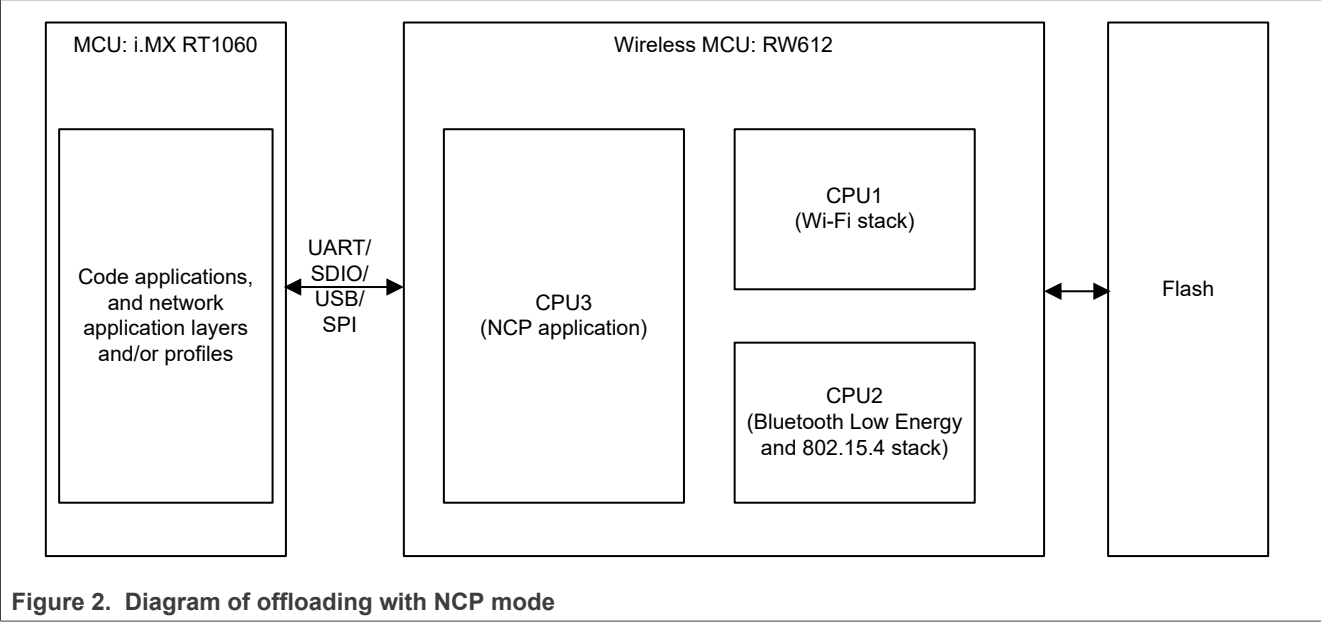 MCU: i.MX RT1060
Code applications,
and network
application layers
and/or profiles
UART/
SDIO/
USB/
SPI
Wireless MCU: RW612
CPU3
(NCP application)
CPU1
(Wi-Fi stack)
CPU2
(Bluetooth Low Energy
and 802.15.4 stack)
Flash
Figure 2. Diagram of offloading with NCP mode